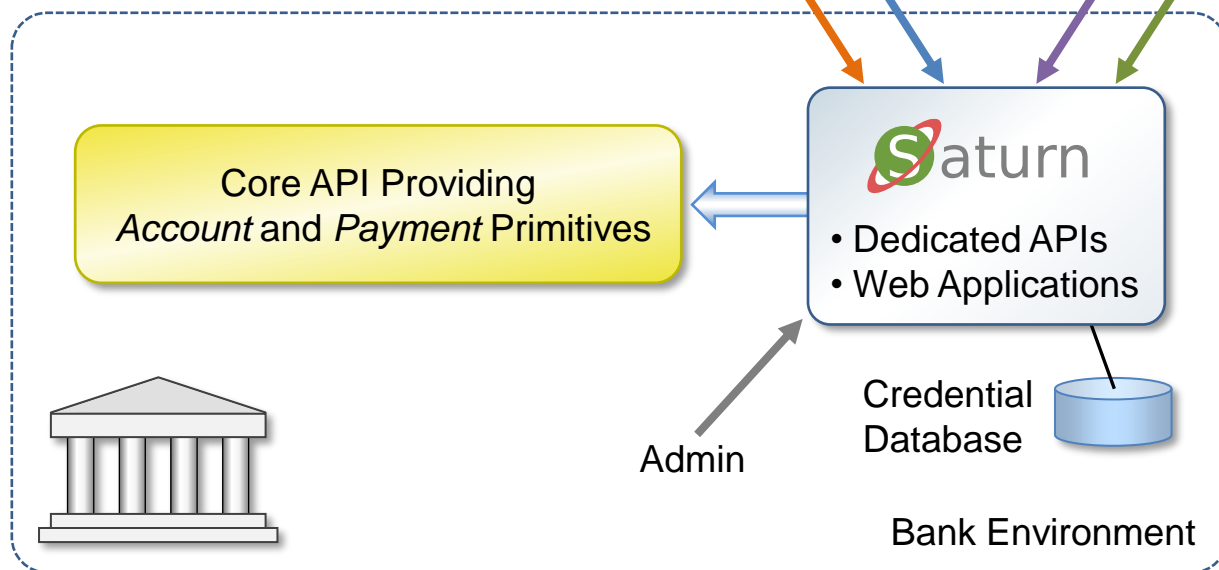 Saturn
Core API Providing
Account and Payment Primitives
• Dedicated APIs
• Web Applications
Credential
Database
Admin
Bank Environment